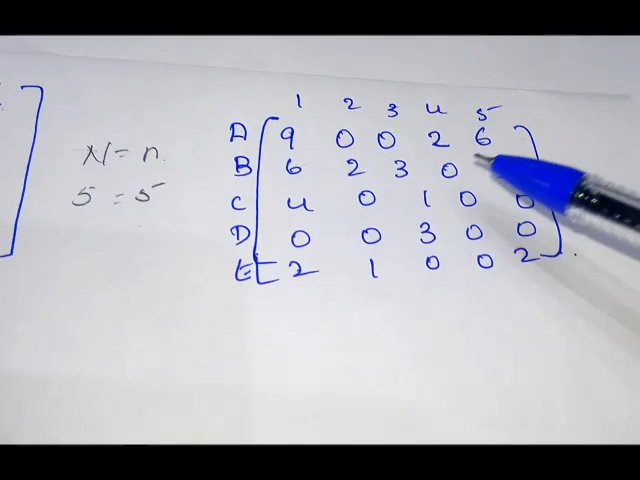 N = n.
5 = 5
1 2 3 4 5
A 9 0 0 2 6
B 6 2 3 0
C 4 0 1 0 0
D 0 0 3 0 0
E 2 1 0 0 2